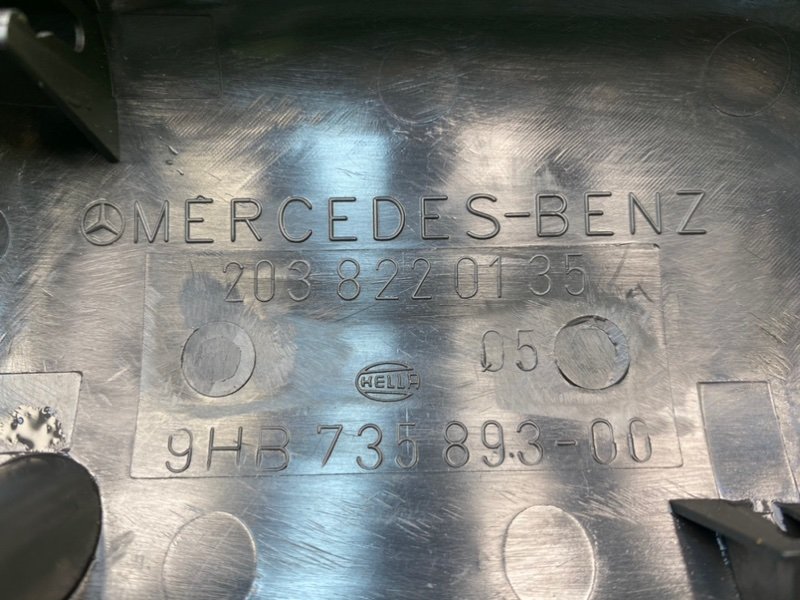 MERCEDES-BENZ
203 822 01 35
05
HELLA
9HB 735 893-00